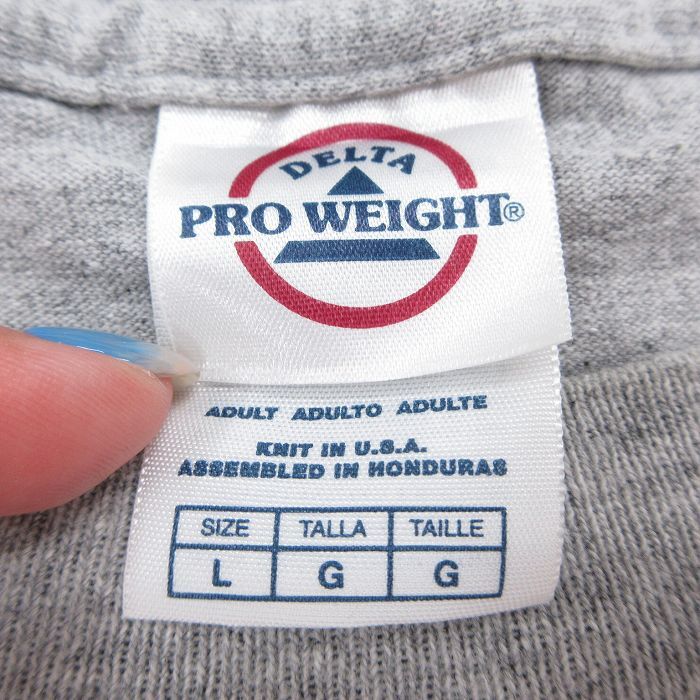 DELTA
PRO WEIGHT®
ADULT ADULTO ADULTE
KNIT IN U.S.A.
ASSEMBLED IN HONDURAS
SIZE TALLA TAILLE
L G G